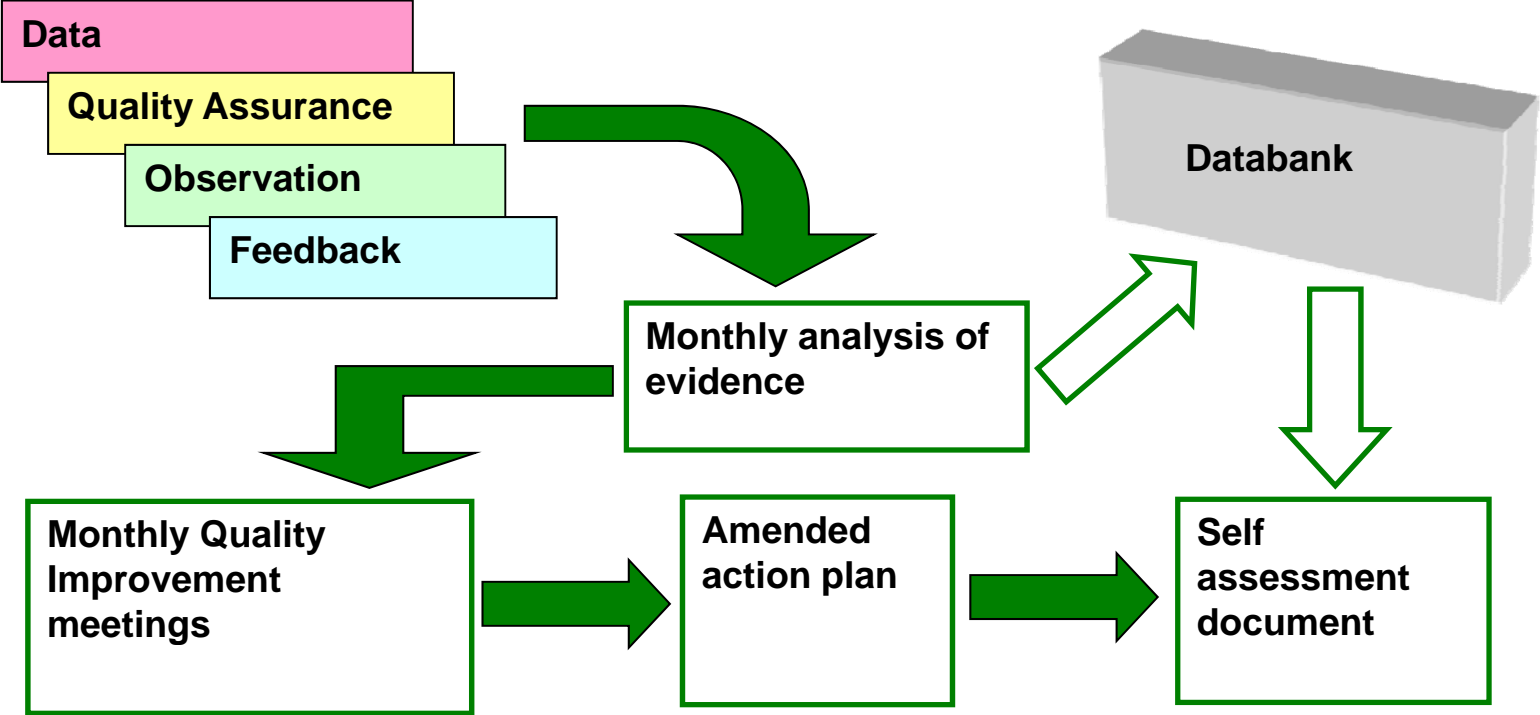 Data
Quality Assurance
Observation
Feedback
Databank
Monthly analysis of
evidence
Monthly Quality
Improvement
meetings
Amended
action plan
Self
assessment
document